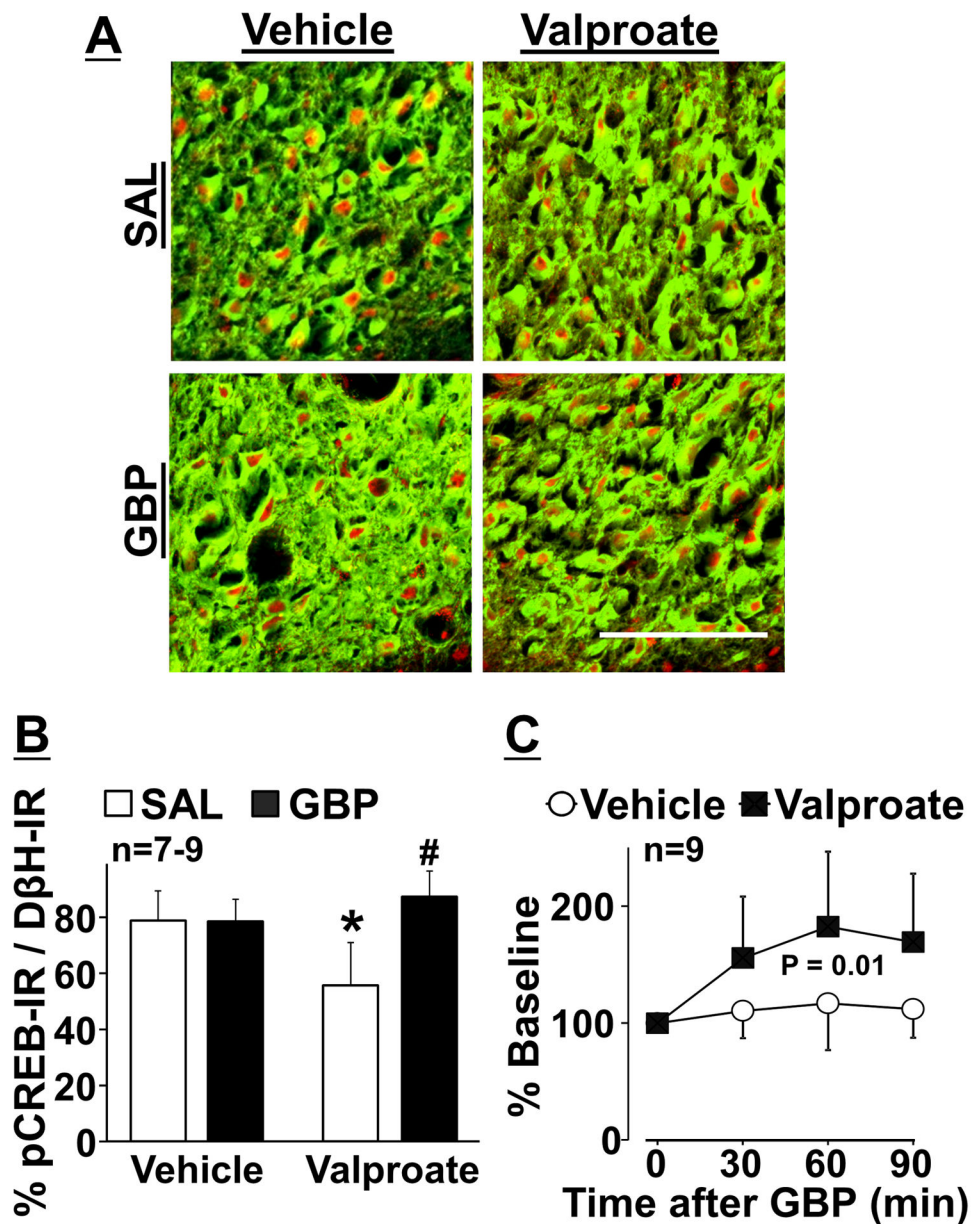 A
Vehicle Valproate
SAL
GBP
B
SAL GBP
n=7-9
% pCREB-IR / DβH-IR
80
60
40
20
0
*
#
Vehicle Valproate
C
Vehicle Valproate
n=9
% Baseline
200
100
0
P = 0.01
0 30 60 90
Time after GBP (min)